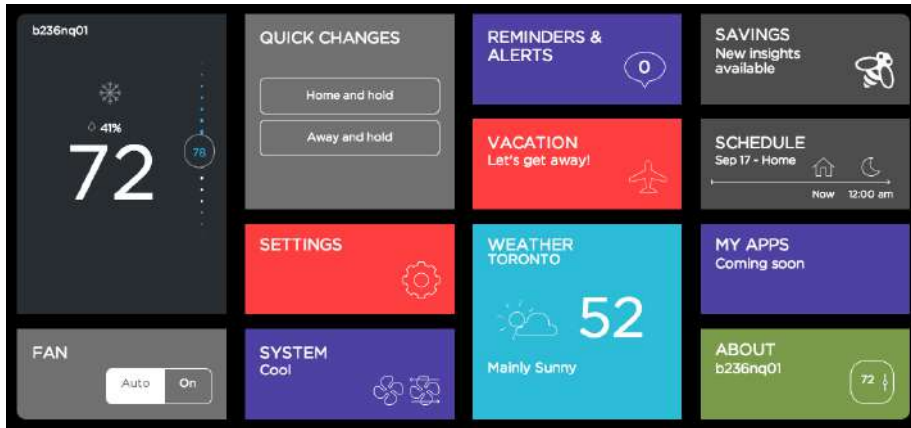 b236nq01
41%
72
78
FAN
Auto On
QUICK CHANGES
Home and hold
Away and hold
SETTINGS
SYSTEM
Cool
REMINDERS &
ALERTS
0
VACATION
Let's get away!
WEATHER
TORONTO
52
Mainly Sunny
SAVINGS
New insights
available
SCHEDULE
Sep 17 - Home
Now 12:00 am
MY APPS
Coming soon
ABOUT
b236nq01
72